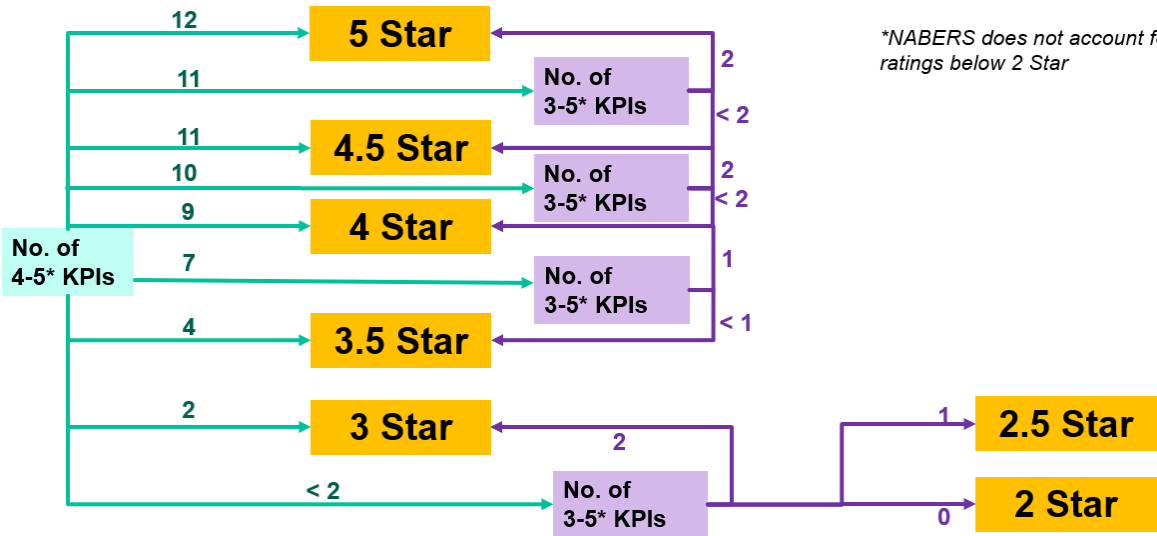 12
5 Star
*NABERS does not account f
ratings below 2 Star
2
11
No. of
3-5* KPIs
< 2
11
4.5 Star
10
No. of
3-5* KPIs
2
< 2
9
4 Star
No. of
4-5* KPIs
7
No. of
3-5* KPIs
1
< 1
4
3.5 Star
2
3 Star
2
1
2.5 Star
< 2
No. of
3-5* KPIs
0
2 Star